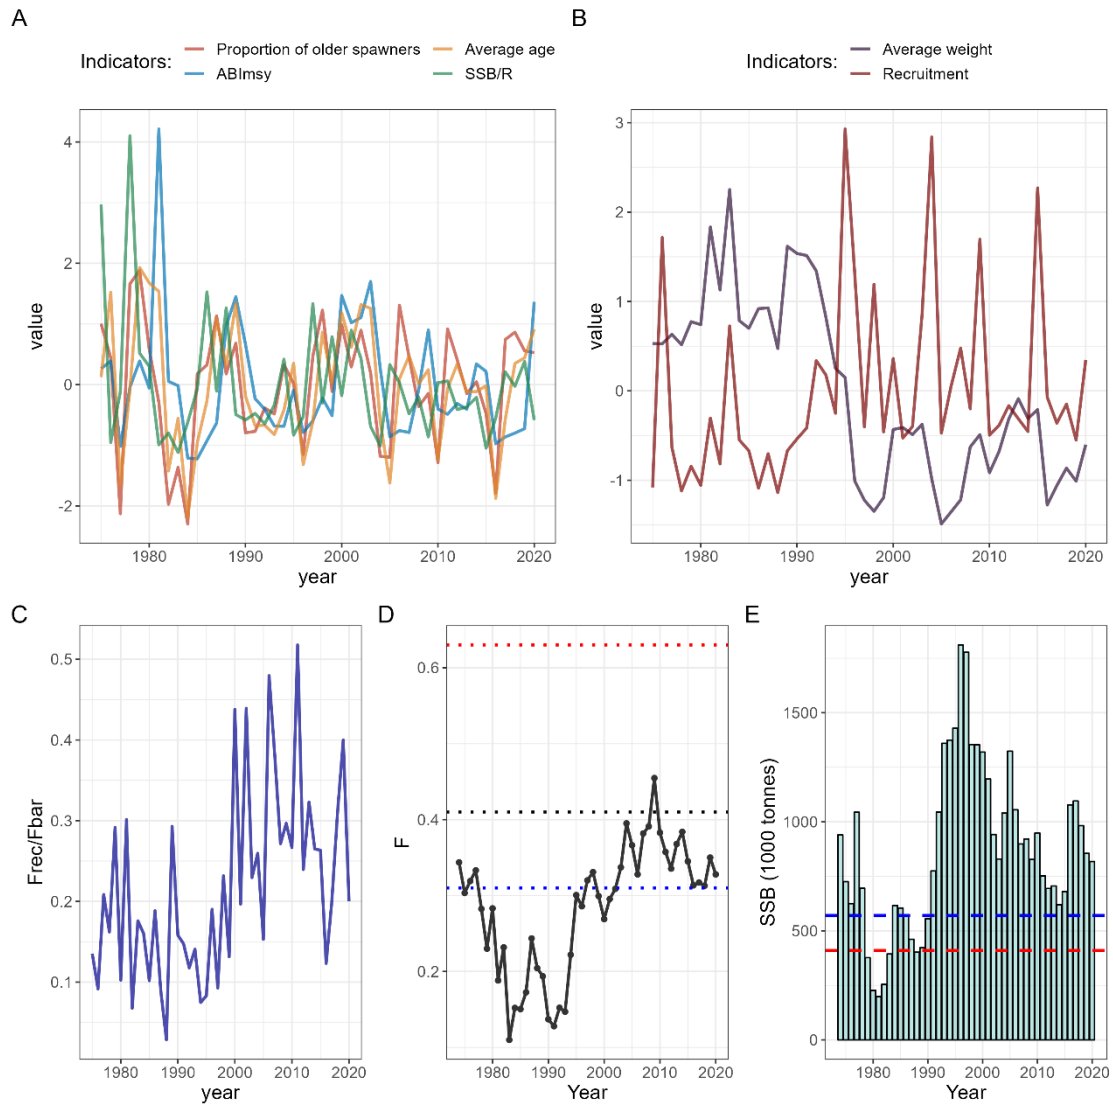 A
Indicators:
Proportion of older spawners
Average age
ABImsy
SSB/R
value
4
2
0
-2
1980
1990
2000
2010
2020
year
B
Indicators:
Average weight
Recruitment
value
3
2
1
0
-1
1980
1990
2000
2010
2020
year
C
Frec/Fbar
0.5
0.4
0.3
0.2
0.1
1980
1990
2000
2010
2020
year
D
F
0.6
0.4
0.2
1980
1990
2000
2010
2020
Year
E
SSB (1000 tonnes)
1500
1000
500
0
1980
1990
2000
2010
2020
Year